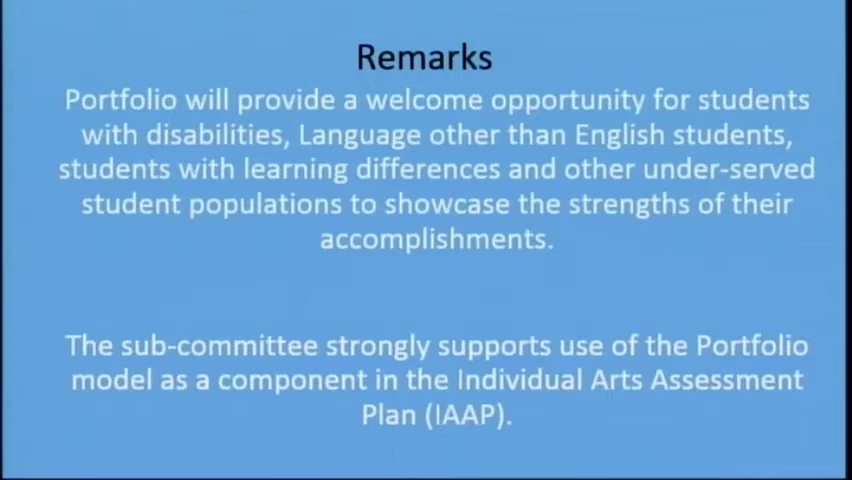 Remarks
Portfolio will provide a welcome opportunity for students
with disabilities, Language other than English students,
students with learning differences and other under-served
student populations to showcase the strengths of their
accomplishments.
The sub-committee strongly supports use of the Portfolio
model as a component in the Individual Arts Assessment
Plan (IAAP).